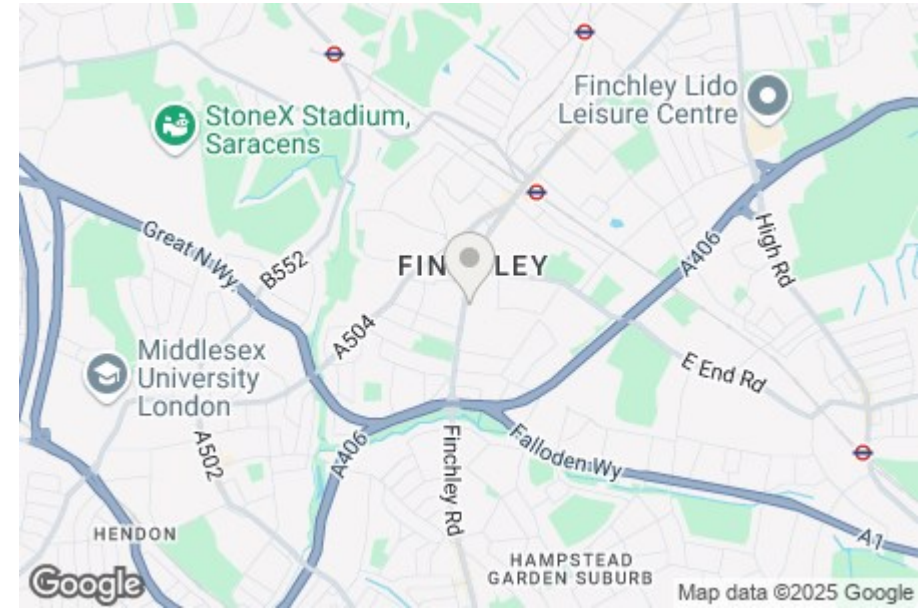 Finchley Lido
Leisure Centre
StoneX Stadium,
Saracens
Great N Wy
B552
FIN LEY
A406
High Rd
A504
E End Rd
Middlesex
University
London
A502
A406
Finchley Rd
Falloden Wy
A1
HENDON
HAMPSTEAD
GARDEN SUBURB
Google
Map data ©2025 Google